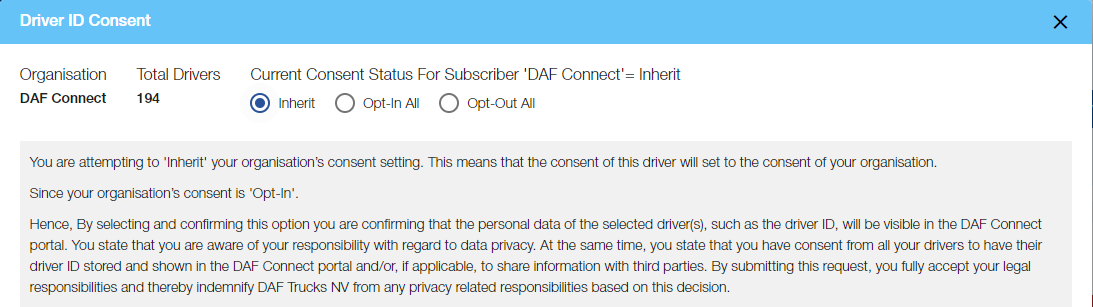 Driver ID Consent
Organisation
Total Drivers
Current Consent Status For Subscriber 'DAF Connect'= Inherit
DAF Connect
194
Inherit
Opt-In All
Opt-Out All
You are attempting to 'Inherit' your organisation's consent setting. This means that the consent of this driver will set to the consent of your organisation.
Since your organisation's consent is 'Opt-In'.
Hence, By selecting and confirming this option you are confirming that the personal data of the selected driver(s), such as the driver ID, will be visible in the DAF Connect
portal. You state that you are aware of your responsibility with regard to data privacy. At the same time, you state that you have consent from all your drivers to have their
driver ID stored and shown in the DAF Connect portal and/or, if applicable, to share information with third parties. By submitting this request, you fully accept your legal
responsibilities and thereby indemnify DAF Trucks NV from any privacy related responsibilities based on this decision.